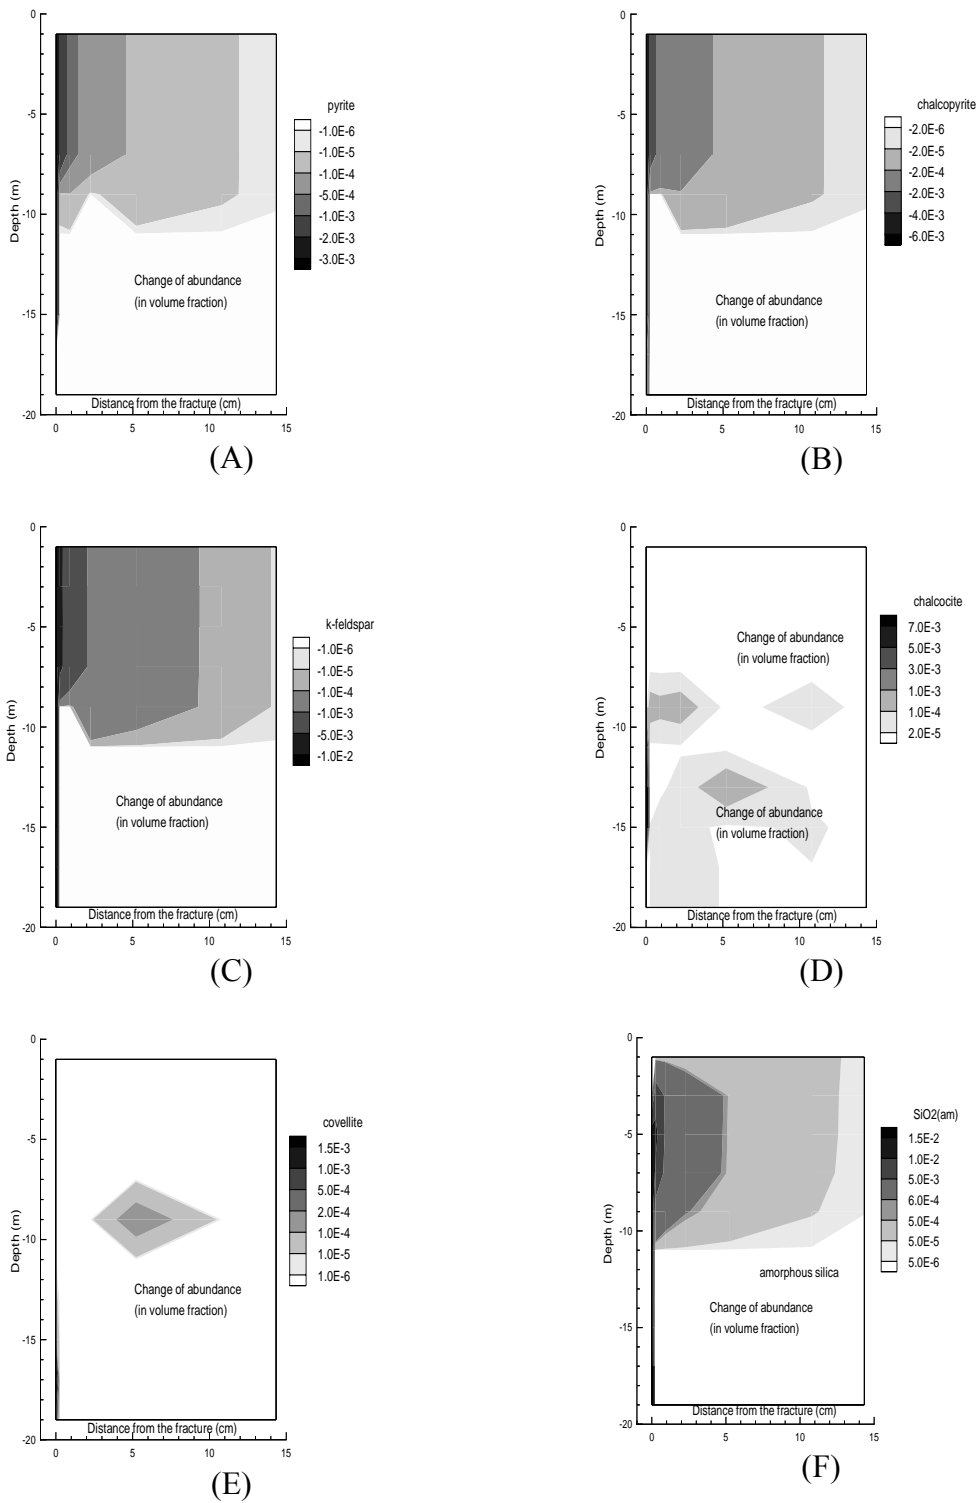 0
-5
-10
-15
-20
Depth (m)
0
5
10
15
Distance from the fracture (cm)
pyrite
-1.0E-6
-1.0E-5
-1.0E-4
-5.0E-4
-1.0E-3
-2.0E-3
-3.0E-3
Change of abundance
(in volume fraction)
(A)
0
-5
-10
-15
-20
Depth (m)
0
5
10
15
Distance from the fracture (cm)
chalcopyrite
-2.0E-6
-2.0E-5
-2.0E-4
-2.0E-3
-4.0E-3
-6.0E-3
Change of abundance
(in volume fraction)
(B)
0
-5
-10
-15
-20
Depth (m)
0
5
10
15
Distance from the fracture (cm)
k-feldspar
-1.0E-6
-1.0E-5
-1.0E-4
-1.0E-3
-5.0E-3
-1.0E-2
Change of abundance
(in volume fraction)
(C)
0
-5
-10
-15
-20
Depth (m)
0
5
10
15
Distance from the fracture (cm)
chalcocite
7.0E-3
5.0E-3
3.0E-3
1.0E-3
1.0E-4
2.0E-5
Change of abundance
(in volume fraction)
Change of abundance
(in volume fraction)
(D)
0
-5
-10
-15
-20
Depth (m)
0
5
10
15
Distance from the fracture (cm)
covellite
1.5E-3
1.0E-3
5.0E-4
2.0E-4
1.0E-4
1.0E-5
1.0E-6
Change of abundance
(in volume fraction)
(E)
0
-5
-10
-15
-20
Depth (m)
0
5
10
15
Distance from the fracture (cm)
SiO2(am)
1.5E-2
1.0E-2
5.0E-3
6.0E-4
5.0E-4
5.0E-5
5.0E-6
amorphous silica
Change of abundance
(in volume fraction)
(F)